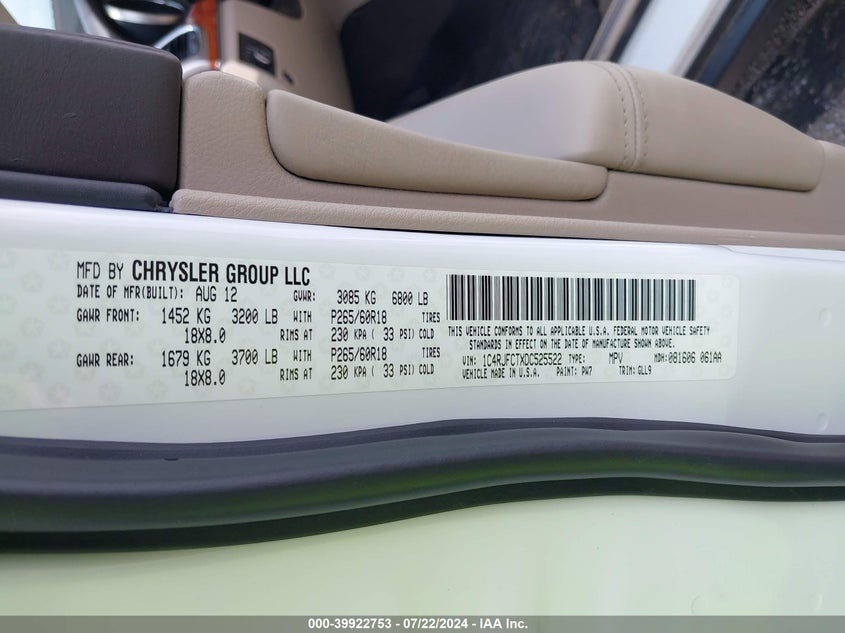 MFD BY CHRYSLER GROUP LLC
DATE OF MFR(BUILT): AUG 12 GVWR: 3085 KG 6800 LB
GAWR FRONT: 1452 KG 3200 LB WITH P265/60R18 TIRES
18X8.0 RIMS AT 230 KPA ( 33 PSI) COLD
GAWR REAR: 1679 KG 3700 LB WITH P265/60R18 TIRES
18X8.0 RIMS AT 230 KPA ( 33 PSI) COLD
THIS VEHICLE CONFORMS TO ALL APPLICABLE U.S.A. FEDERAL MOTOR VEHICLE SAFETY
STANDARDS IN EFFECT ON THE DATE OF MANUFACTURE SHOWN ABOVE.
VIN: 1C4RJFCTXDC525522 TYPE: MPV MDH: 081606 061AA
VEHICLE MADE IN U.S.A. PAINT: PW7 TRIM: GLL9
000-39922753 - 07/22/2024 - IAA Inc.